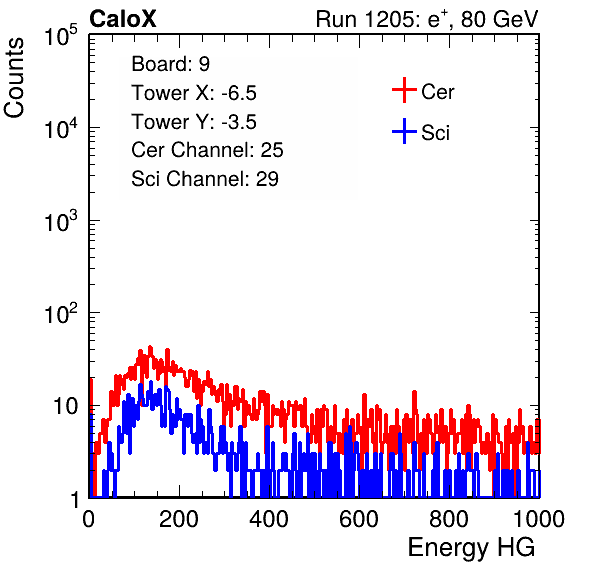 CaloX Run 1205: e⁺, 80 GeV
Counts
Board: 9
Tower X: -6.5
Tower Y: -3.5
Cer Channel: 25
Sci Channel: 29
Cer
Sci
10⁵
10⁴
10³
10²
10
1
0 200 400 600 800 1000
Energy HG